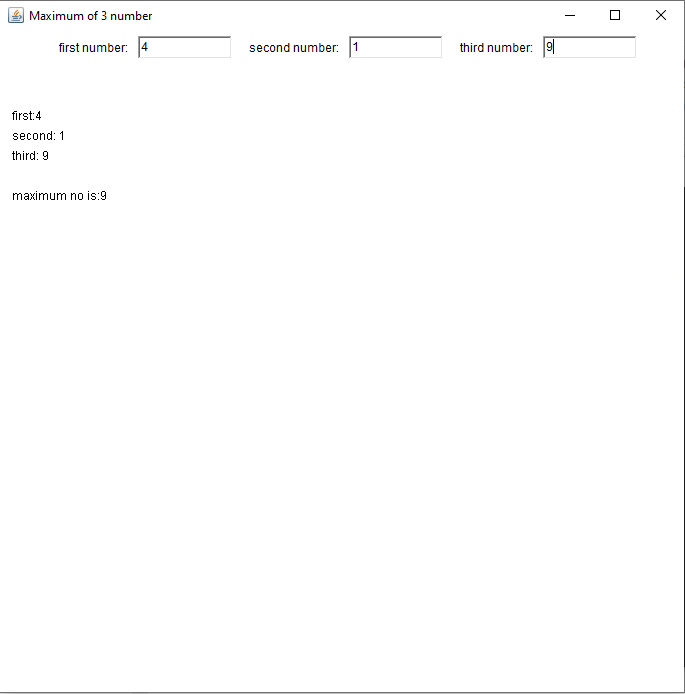 Maximum of 3 number
first number: 4 second number: 1 third number: 9
first:4
second: 1
third: 9
maximum no is:9